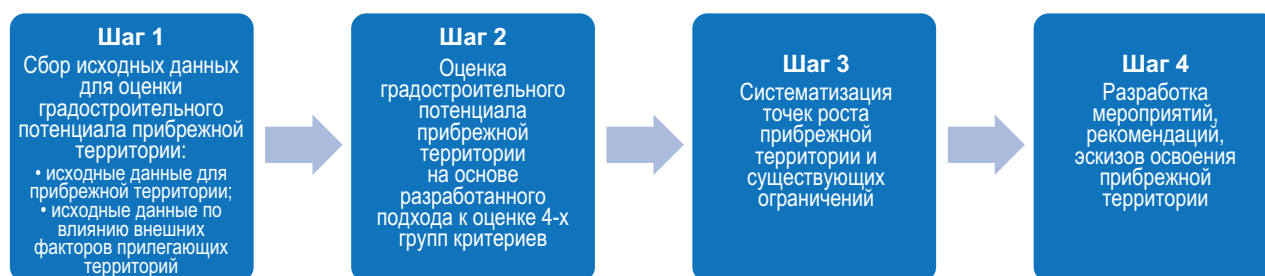 Шаг 1
Сбор исходных данных
для оценки
градостроительного
потенциала прибрежной
территории:
• исходные данные для
прибрежной территории;
• исходные данные по
влиянию внешних
факторов прилегающих
территорий
Шаг 2
Оценка
градостроительного
потенциала
прибрежной
территории
на основе
разработанного
подхода к оценке 4-х
групп критериев
Шаг 3
Систематизация
точек роста
прибрежной
территории и
существующих
ограничений
Шаг 4
Разработка
мероприятий,
рекомендаций,
эскизов освоения
прибрежной
территории